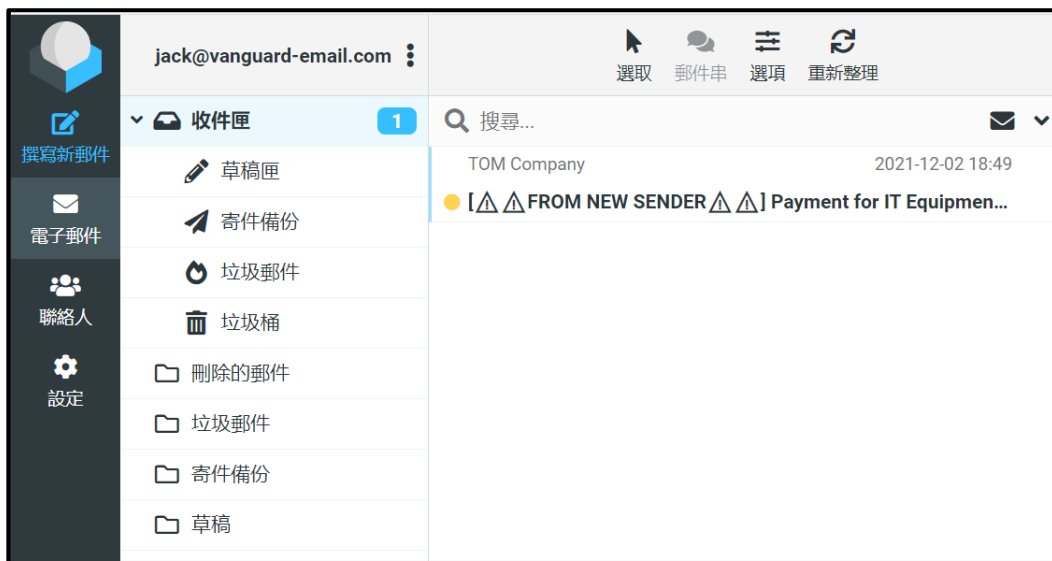 jack@vanguard-email.com
選取
郵件串
選項
重新整理
撰寫新郵件
電子郵件
聯絡人
設定
收件匣 1
草稿匣
寄件備份
垃圾郵件
垃圾桶
刪除的郵件
垃圾郵件
寄件備份
草稿
搜尋...
TOM Company 2021-12-02 18:49
[⚠ ⚠FROM NEW SENDER⚠ ⚠] Payment for IT Equipmen...